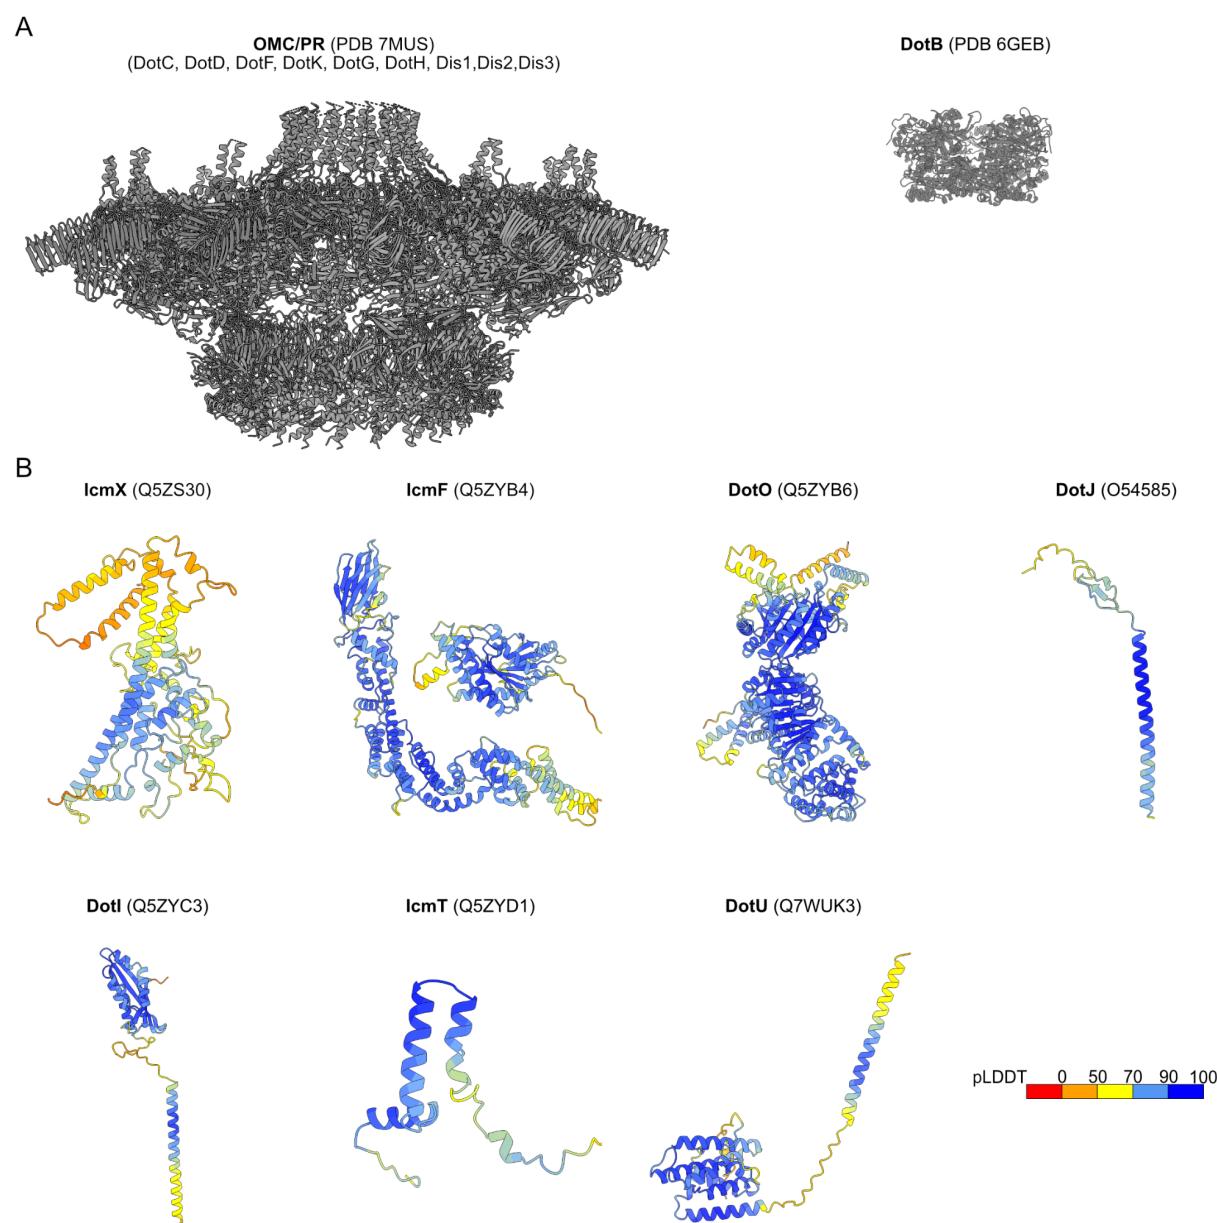 A
OMC/PR (PDB 7MUS)
(DotC, DotD, DotF, DotK, DotG, DotH, Dis1,Dis2,Dis3)
DotB (PDB 6GEB)
B
IcmX (Q5ZS30)
IcmF (Q5ZYB4)
DotO (Q5ZYB6)
DotJ (O54585)
DotI (Q5ZYC3)
IcmT (Q5ZYD1)
DotU (Q7WUK3)
pLDDT 0 50 70 90 100